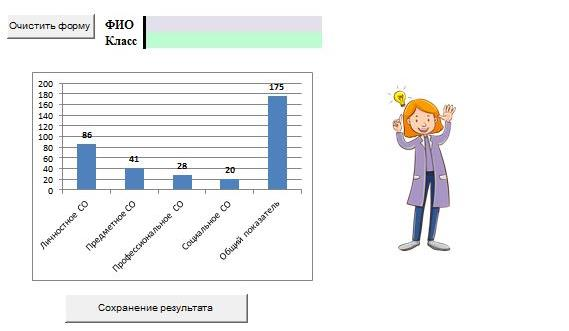 Очистить форму
ФИО
Класс
200
180
160
140
120
100
80
60
40
20
0
86
41
28
20
175
Личностное СО
Предметное СО
Профессиональное СО
Социальное СО
Общий показатель
Сохранение результата